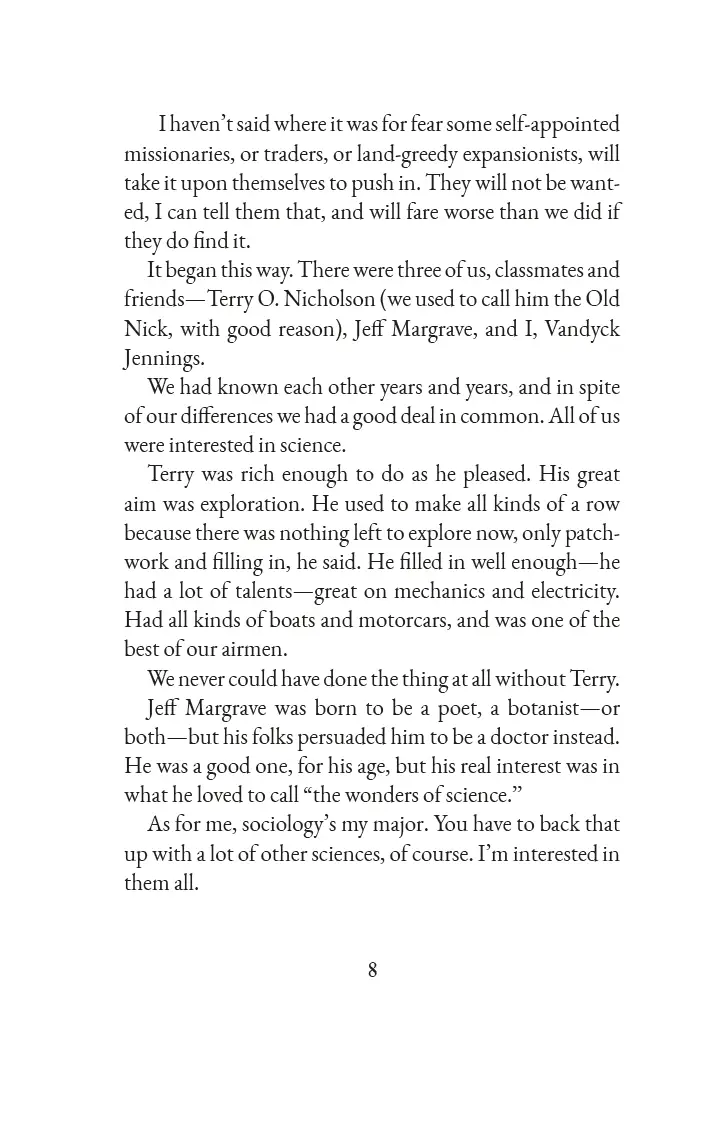 I haven’t said where it was for fear some self-appointed
missionaries, or traders, or land-greedy expansionists, will
take it upon themselves to push in. They will not be want-
ed, I can tell them that, and will fare worse than we did if
they do find it.
It began this way. There were three of us, classmates and
friends—Terry O. Nicholson (we used to call him the Old
Nick, with good reason), Jeff Margrave, and I, Vandyck
Jennings.
We had known each other years and years, and in spite
of our differences we had a good deal in common. All of us
were interested in science.
Terry was rich enough to do as he pleased. His great
aim was exploration. He used to make all kinds of a row
because there was nothing left to explore now, only patch-
work and filling in, he said. He filled in well enough—he
had a lot of talents—great on mechanics and electricity.
Had all kinds of boats and motorcars, and was one of the
best of our airmen.
We never could have done the thing at all without Terry.
Jeff Margrave was born to be a poet, a botanist—or
both—but his folks persuaded him to be a doctor instead.
He was a good one, for his age, but his real interest was in
what he loved to call “the wonders of science.”
As for me, sociology’s my major. You have to back that
up with a lot of other sciences, of course. I’m interested in
them all.
8